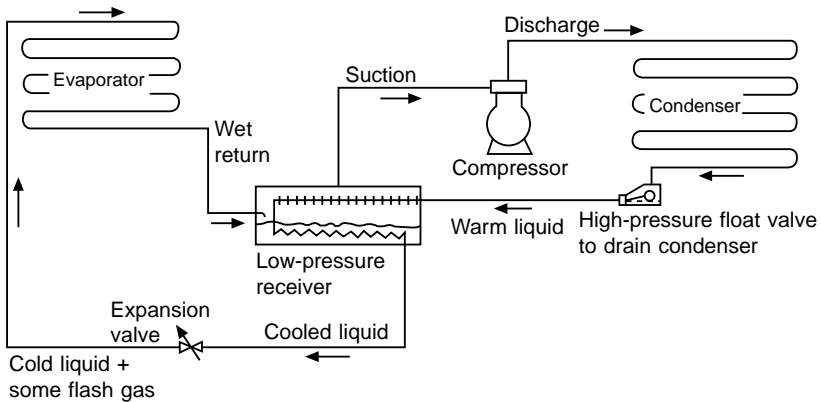 Discharge
Evaporator
Suction
Condenser
Wet
return
Compressor
Warm liquid
High-pressure float valve
to drain condenser
Low-pressure
receiver
Expansion
valve
Cooled liquid
Cold liquid +
some flash gas